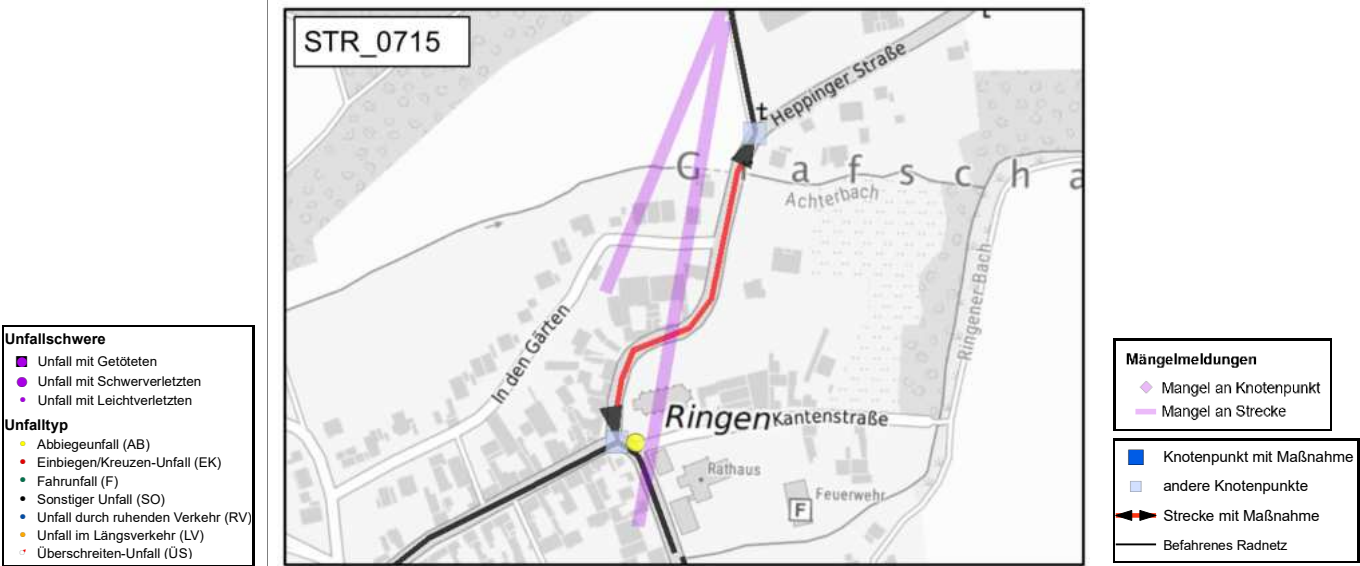 STR_0715
t
Heppinger Straße
t
G r a f s c h a
Achterbach
Ringener Bach
In den Gärten
Ringen
Kantenstraße
Rathaus
Feuerwehr
F
Unfallschwere
Unfall mit Getöteten
Unfall mit Schwerverletzten
Unfall mit Leichtverletzten
Unfalltyp
Abbiegeunfall (AB)
Einbiegen/Kreuzen-Unfall (EK)
Fahrunfall (F)
Sonstiger Unfall (SO)
Unfall durch ruhenden Verkehr (RV)
Unfall im Längsverkehr (LV)
Überschreiten-Unfall (ÜS)
Mängelmeldungen
Mangel an Knotenpunkt
Mangel an Strecke
Knotenpunkt mit Maßnahme
andere Knotenpunkte
Strecke mit Maßnahme
Befahrenes Radnetz